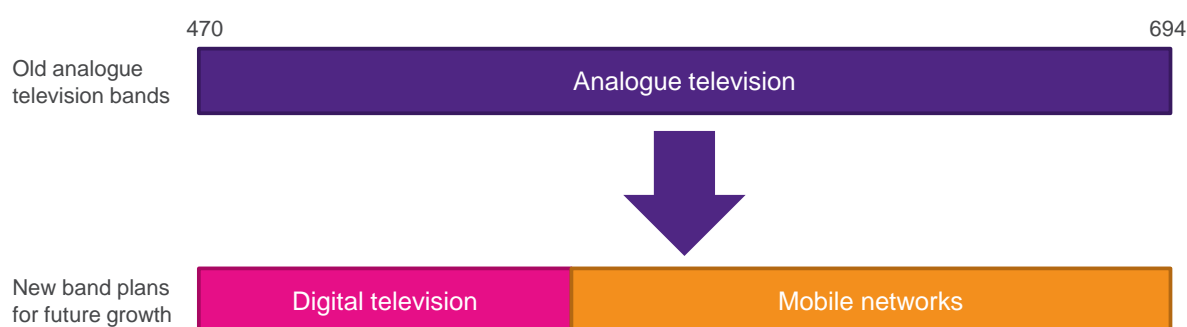 470
694
Old analogue
television bands
Analogue television
New band plans
for future growth
Digital television
Mobile networks